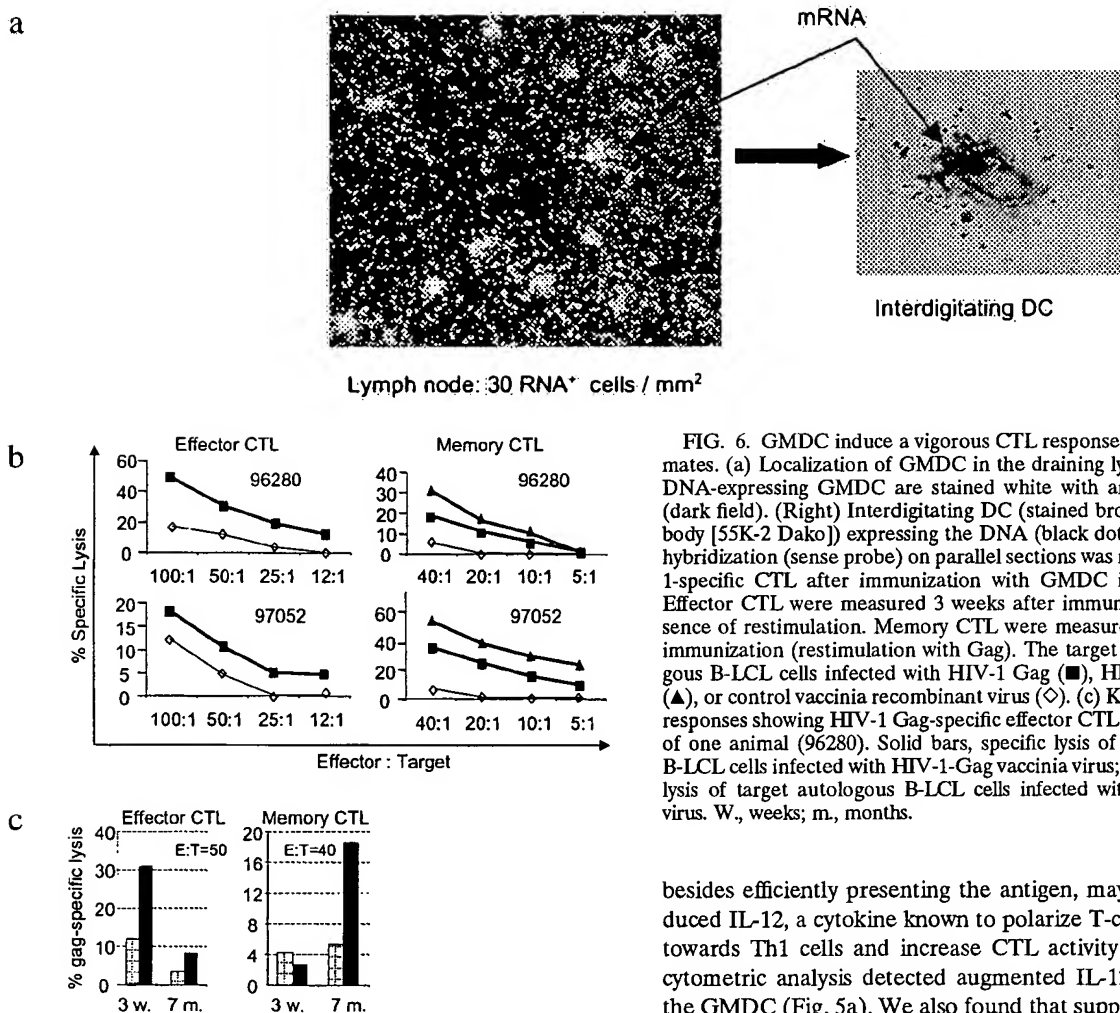 a
mRNA
Interdigitating DC
Lymph node: 30 RNA⁺ cells / mm²
b
Effector CTL
Memory CTL
% Specific Lysis
60
40
20
0
96280
100:1 50:1 25:1 12:1
40
30
20
10
0
96280
40:1 20:1 10:1 5:1
20
15
10
5
0
97052
100:1 50:1 25:1 12:1
60
40
20
0
97052
40:1 20:1 10:1 5:1
Effector : Target
FIG. 6. GMDC induce a vigorous CTL response
mates. (a) Localization of GMDC in the draining ly
DNA-expressing GMDC are stained white with a
(dark field). (Right) Interdigitating DC (stained bro
body [55K-2 Dako]) expressing the DNA (black dot
hybridization (sense probe) on parallel sections was
1-specific CTL after immunization with GMDC i
Effector CTL were measured 3 weeks after immun
sence of restimulation. Memory CTL were measur
immunization (restimulation with Gag). The target
gous B-LCL cells infected with HIV-1 Gag (■), HI
(▲), or control vaccinia recombinant virus (◇). (c) K
responses showing HIV-1 Gag-specific effector CTL
of one animal (96280). Solid bars, specific lysis of
B-LCL cells infected with HIV-1-Gag vaccinia virus;
lysis of target autologous B-LCL cells infected wit
virus. W., weeks; m., months.
c
Effector CTL
Memory CTL
% gag-specific lysis
40
30
20
10
0
E:T=50
3 w. 7 m.
20
16
12
8
4
0
E:T=40
3 w. 7 m.
besides efficiently presenting the antigen, may
duced IL-12, a cytokine known to polarize T-c
towards Th1 cells and increase CTL activity
cytometric analysis detected augmented IL-1
the GMDC (Fig. 5a). We also found that supp